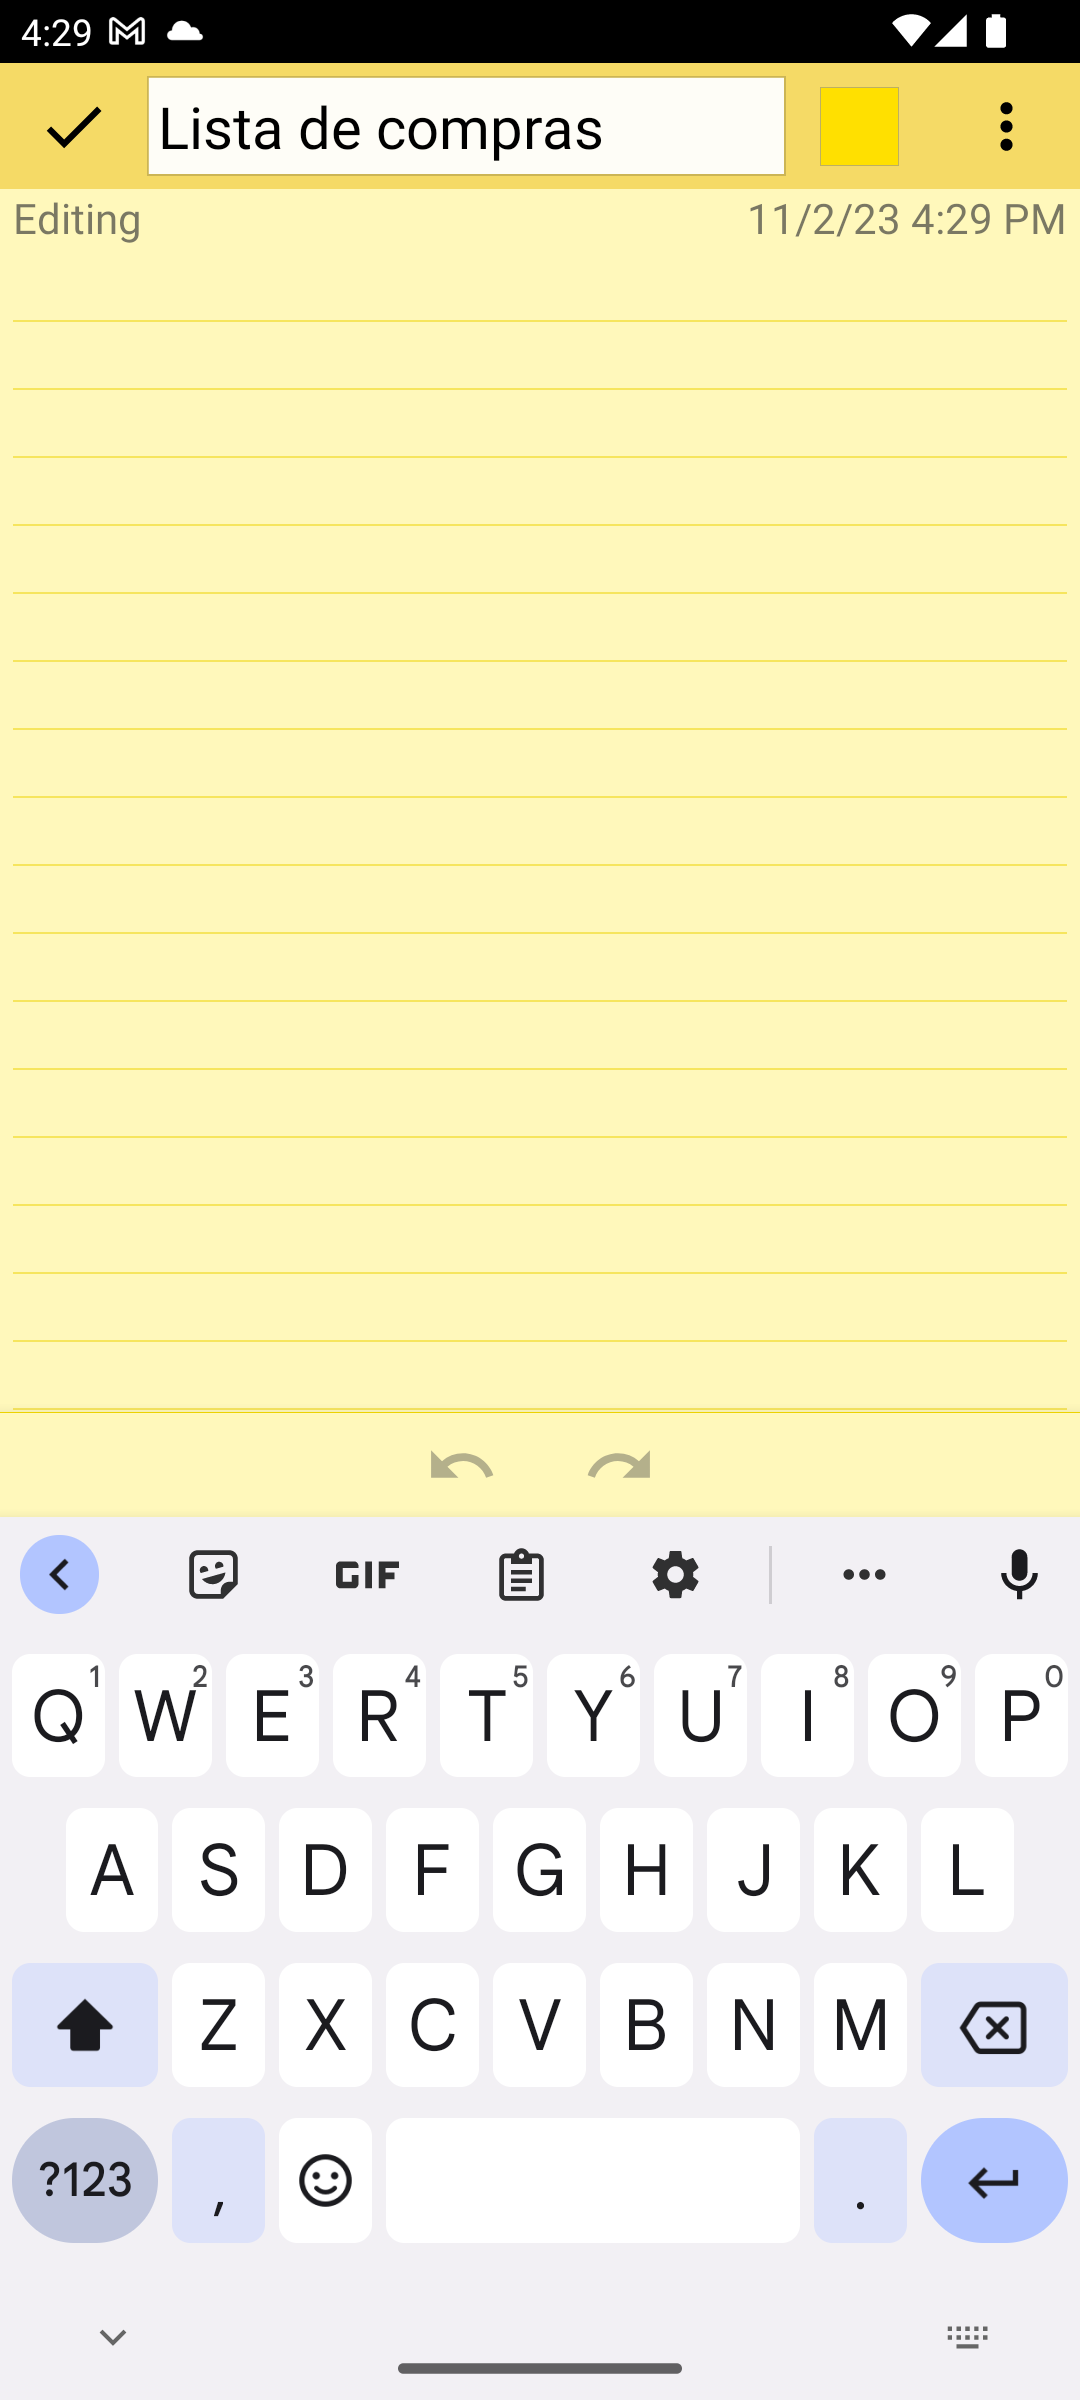 4:29
Lista de compras
Editing
11/2/23 4:29 PM
GIF
Q 1 W 2 E 3 R 4 T 5 Y 6 U 7 I 8 O 9 P 0
A S D F G H J K L
Z X C V B N M
?123 , .